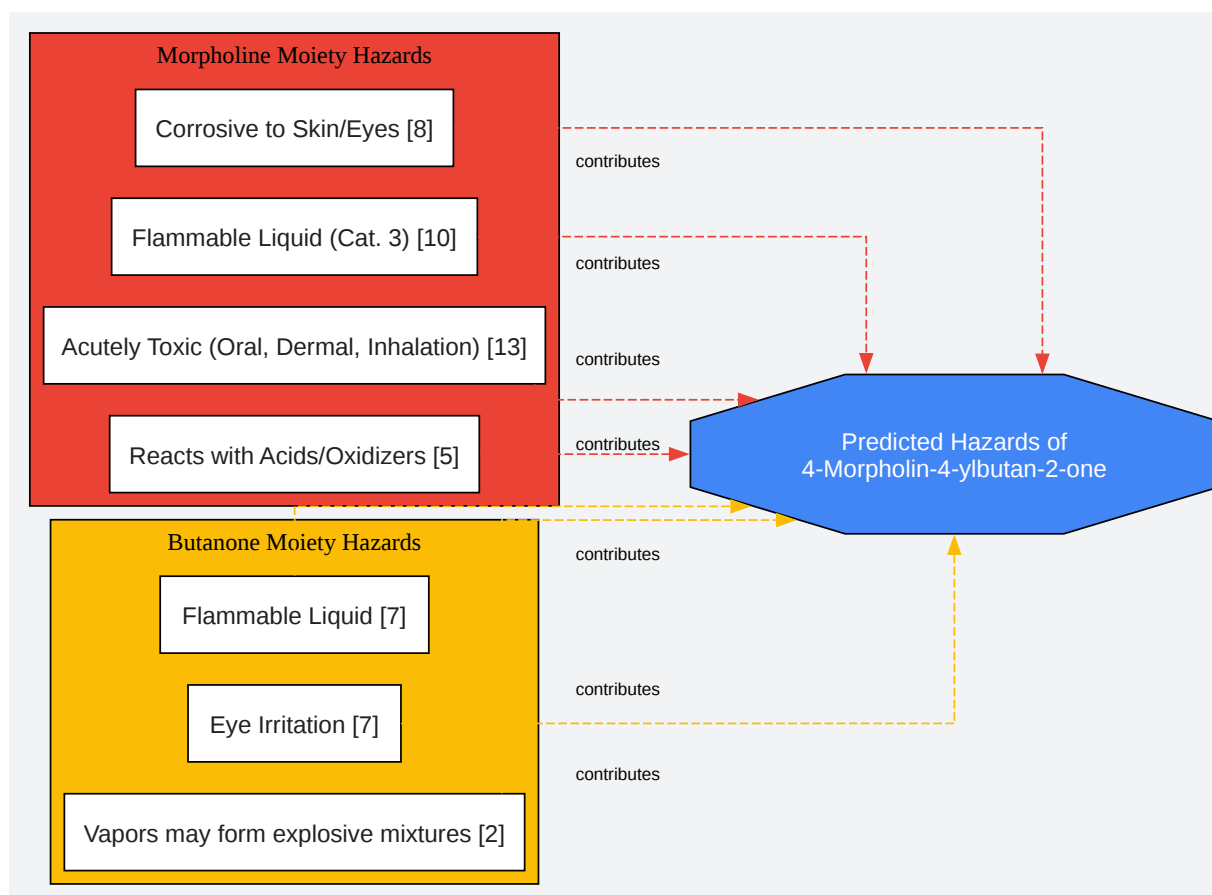 Morpholine Moiety Hazards
Corrosive to Skin/Eyes [8]
contributes
Flammable Liquid (Cat. 3) [10]
contributes
Acutely Toxic (Oral, Dermal, Inhalation) [13]
contributes
Reacts with Acids/Oxidizers [5]
contributes
Predicted Hazards of
4-Morpholin-4-ylbutan-2-one
Butanone Moiety Hazards
contributes
Flammable Liquid [7]
contributes
Eye Irritation [7]
contributes
Vapors may form explosive mixtures [2]